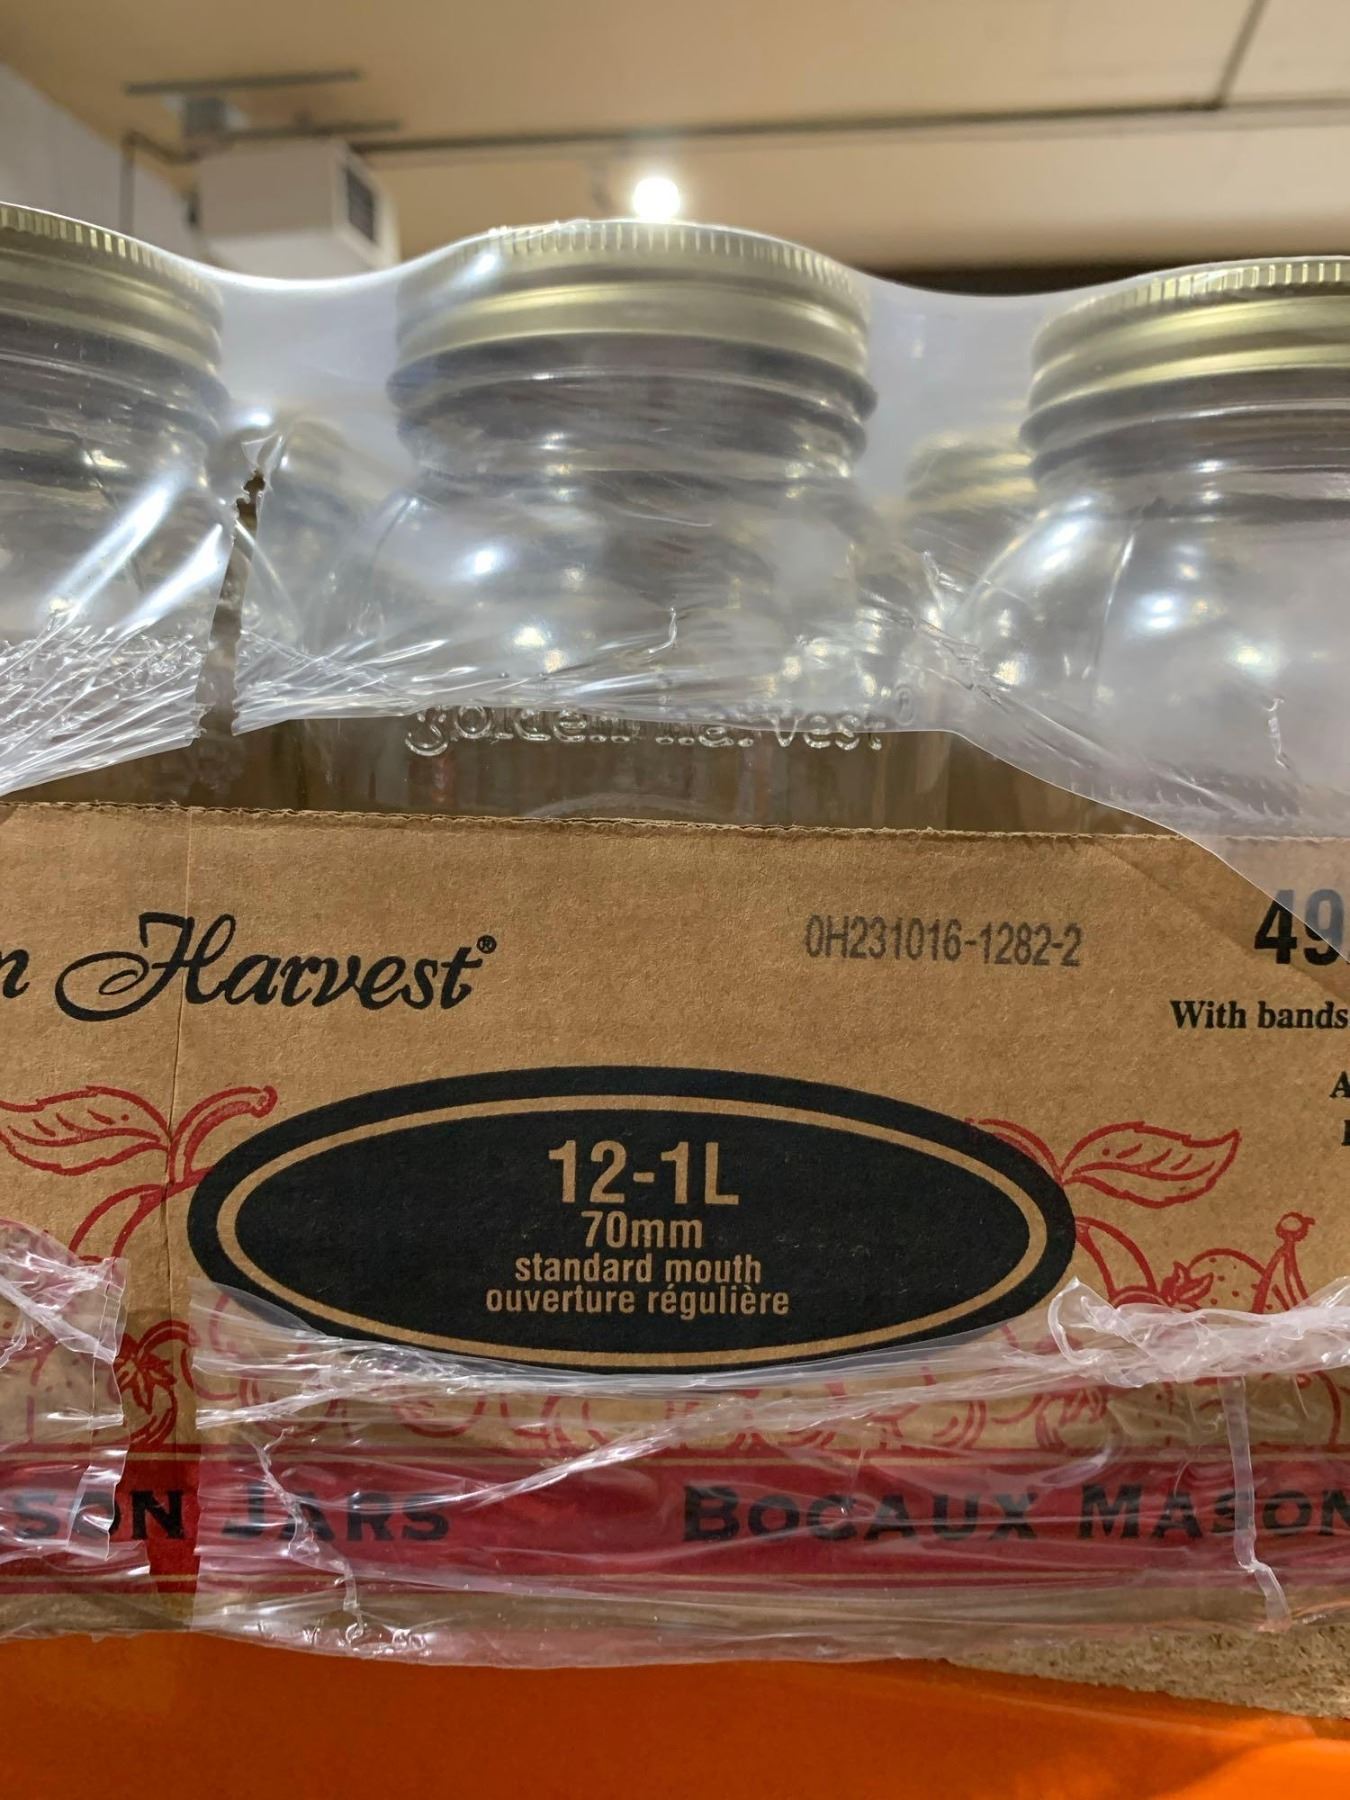 golden harvest®
n Harvest®
0H231016-1282-2
49
With bands
A
12-1L
70mm
standard mouth
ouverture régulière
SON JARS
BOCAUX MASON